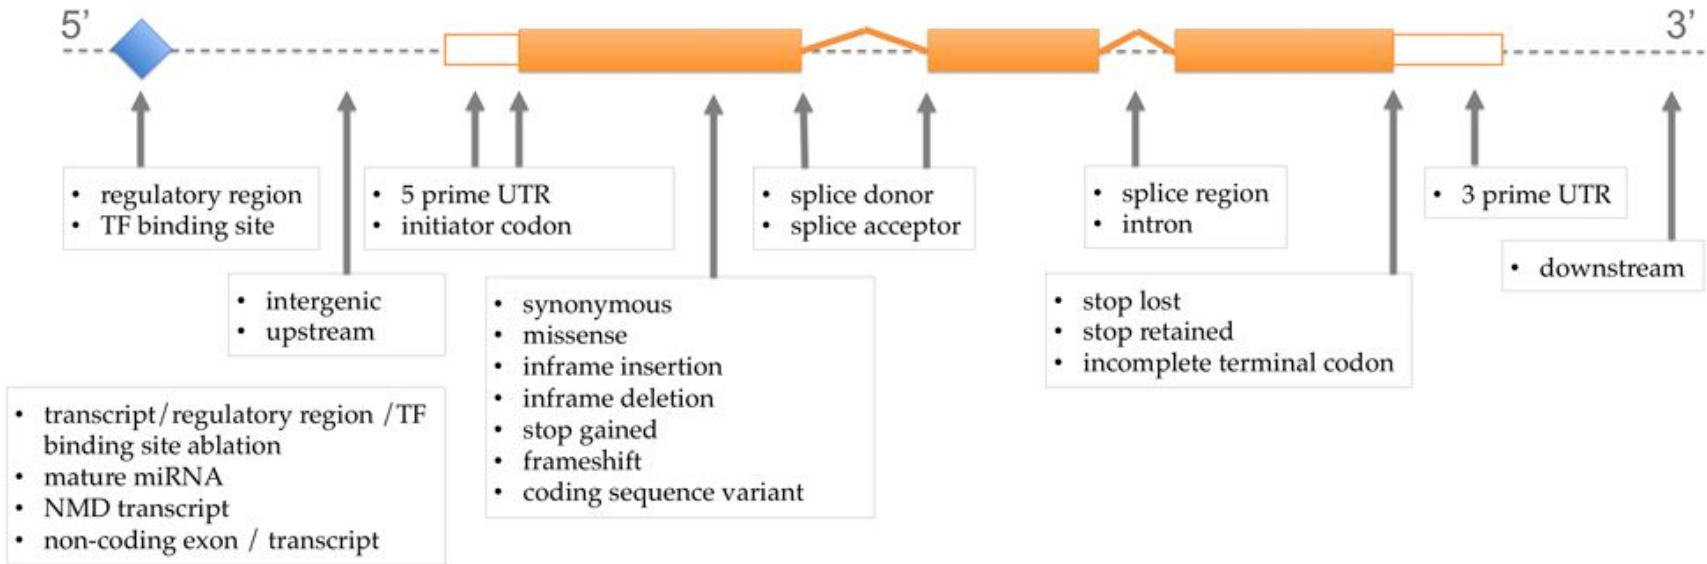 5’
3’
• regulatory region
• TF binding site
• 5 prime UTR
• initiator codon
• splice donor
• splice acceptor
• splice region
• intron
• 3 prime UTR
• downstream
• intergenic
• upstream
• synonymous
• missense
• inframe insertion
• inframe deletion
• stop gained
• frameshift
• coding sequence variant
• stop lost
• stop retained
• incomplete terminal codon
• transcript/regulatory region /TF
binding site ablation
• mature miRNA
• NMD transcript
• non-coding exon / transcript